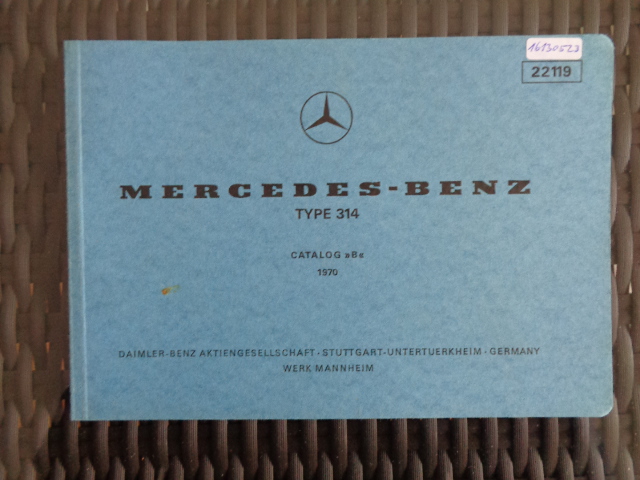 16130523
22119
MERCEDES-BENZ
TYPE 314
CATALOG »B«
1970
DAIMLER-BENZ AKTIENGESELLSCHAFT · STUTTGART-UNTERTUERKHEIM · GERMANY
WERK MANNHEIM